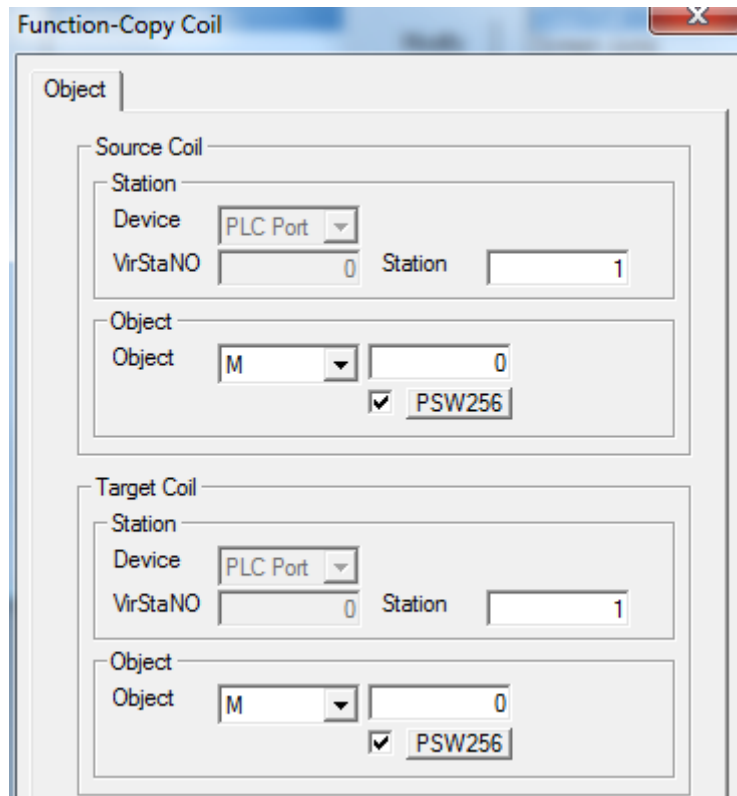 Function-Copy Coil
Object
Source Coil
Station
Device PLC Port
VirStaNO 0 Station 1
Object
Object M 0
PSW256
Target Coil
Station
Device PLC Port
VirStaNO 0 Station 1
Object
Object M 0
PSW256